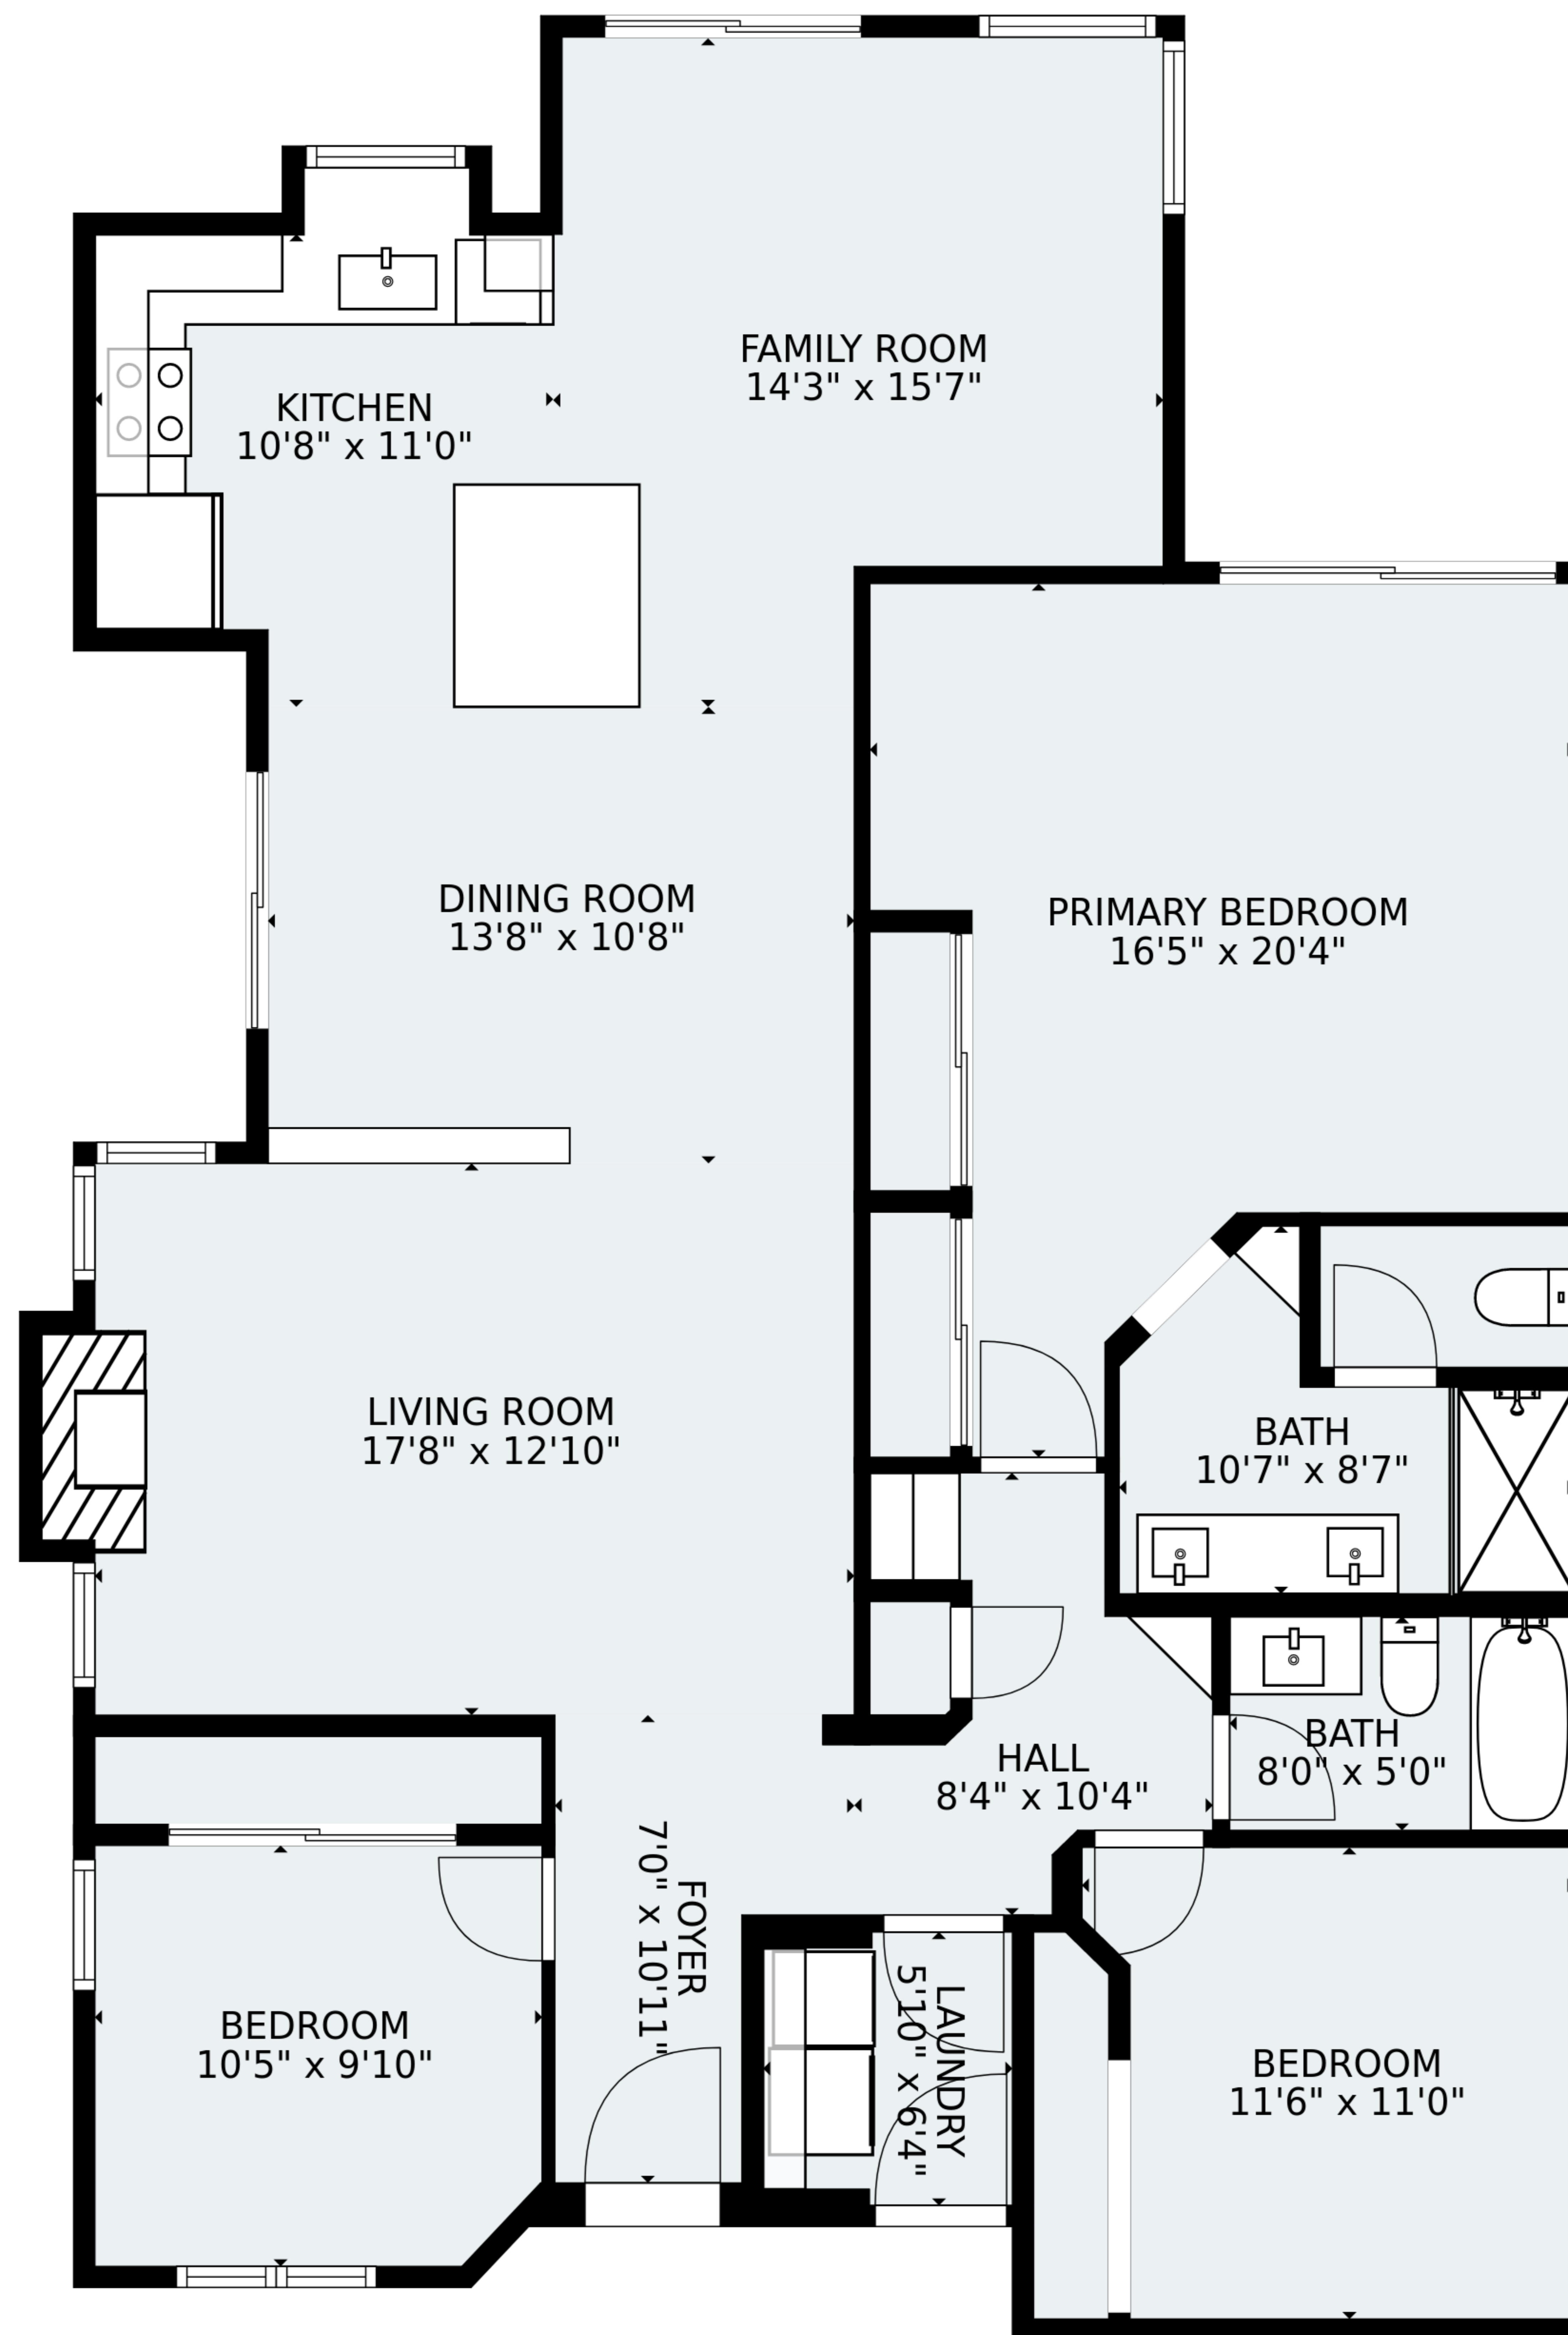 FAMILY ROOM
14'3" x 15'7"
KITCHEN
10'8" x 11'0"
DINING ROOM
13'8" x 10'8"
PRIMARY BEDROOM
16'5" x 20'4"
LIVING ROOM
17'8" x 12'10"
BATH
10'7" x 8'7"
BATH
8'0" x 5'0"
HALL
8'4" x 10'4"
FOYER
7'0" x 10'11"
LAUNDRY
5'10" x 6'4"
BEDROOM
10'5" x 9'10"
BEDROOM
11'6" x 11'0"